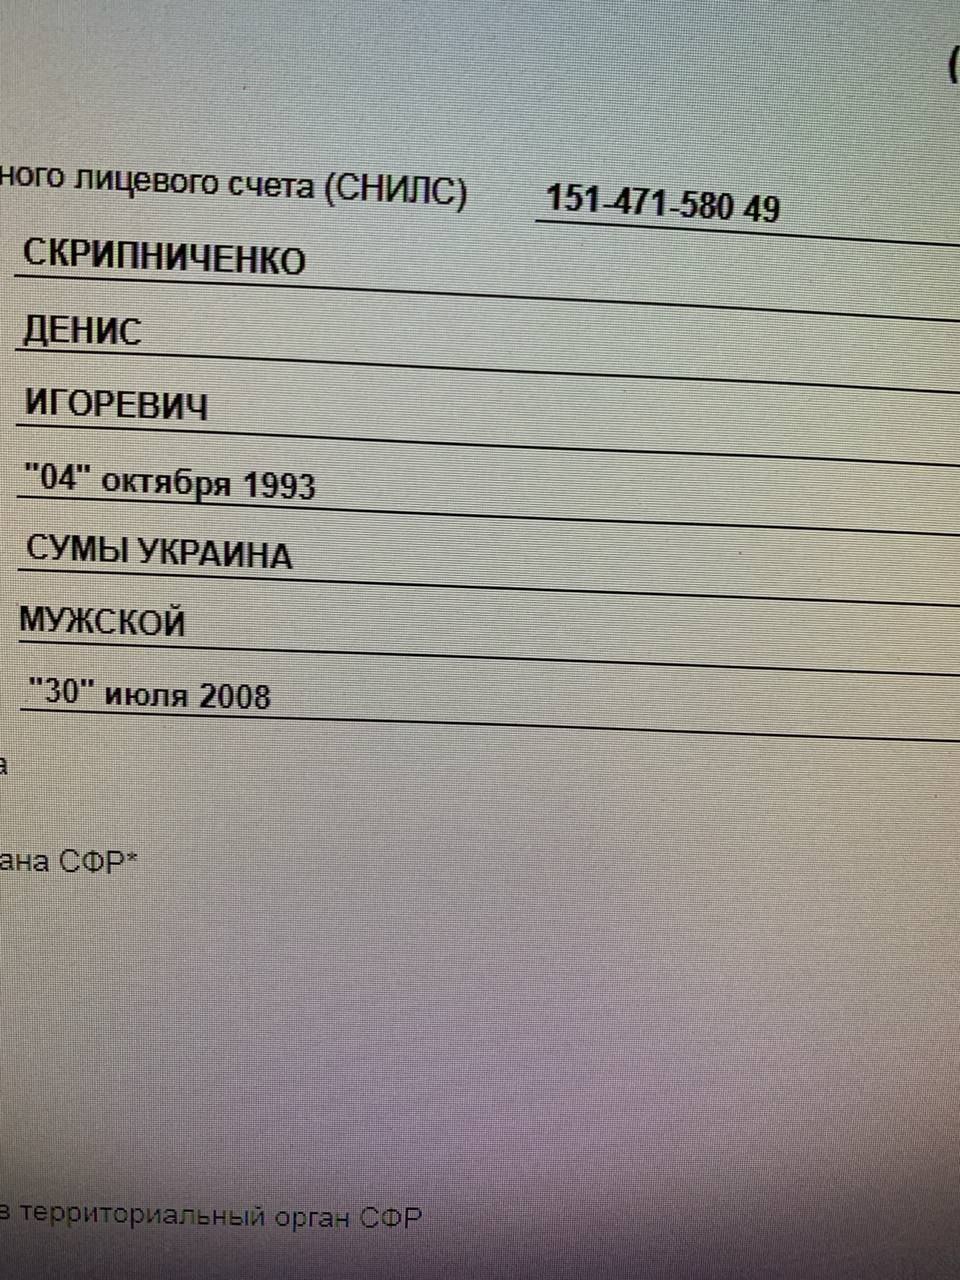 (
ного лицевого счета (СНИЛС) 151-471-580 49
СКРИПНИЧЕНКО
ДЕНИС
ИГОРЕВИЧ
"04" октября 1993
СУМЫ УКРАИНА
МУЖСКОЙ
"30" июля 2008
а
ана СФР*
в территориальный орган СФР